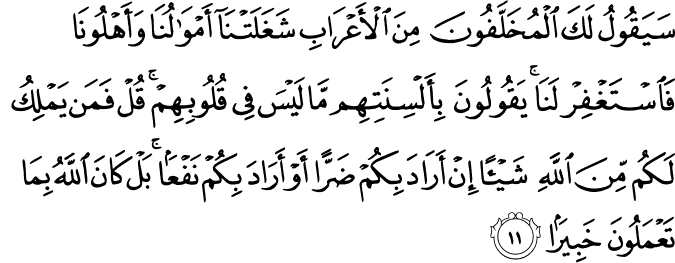 سَيَقُولُ لَكَ ٱلْمُخَلَّفُونَ مِنَ ٱلْأَعْرَابِ شَغَلَتْنَآ أَمْوَٰلُنَا وَأَهْلُونَا
فَٱسْتَغْفِرْ لَنَا ۚ يَقُولُونَ بِأَلْسِنَتِهِم مَّا لَيْسَ فِى قُلُوبِهِمْ ۚ قُلْ فَمَن يَمْلِكُ
لَكُم مِّنَ ٱللَّهِ شَيْـًٔا إِنْ أَرَادَ بِكُمْ ضَرًّا أَوْ أَرَادَ بِكُمْ نَفْعًۢا ۚ بَلْ كَانَ ٱللَّهُ بِمَا
تَعْمَلُونَ خَبِيرًۢا ١١